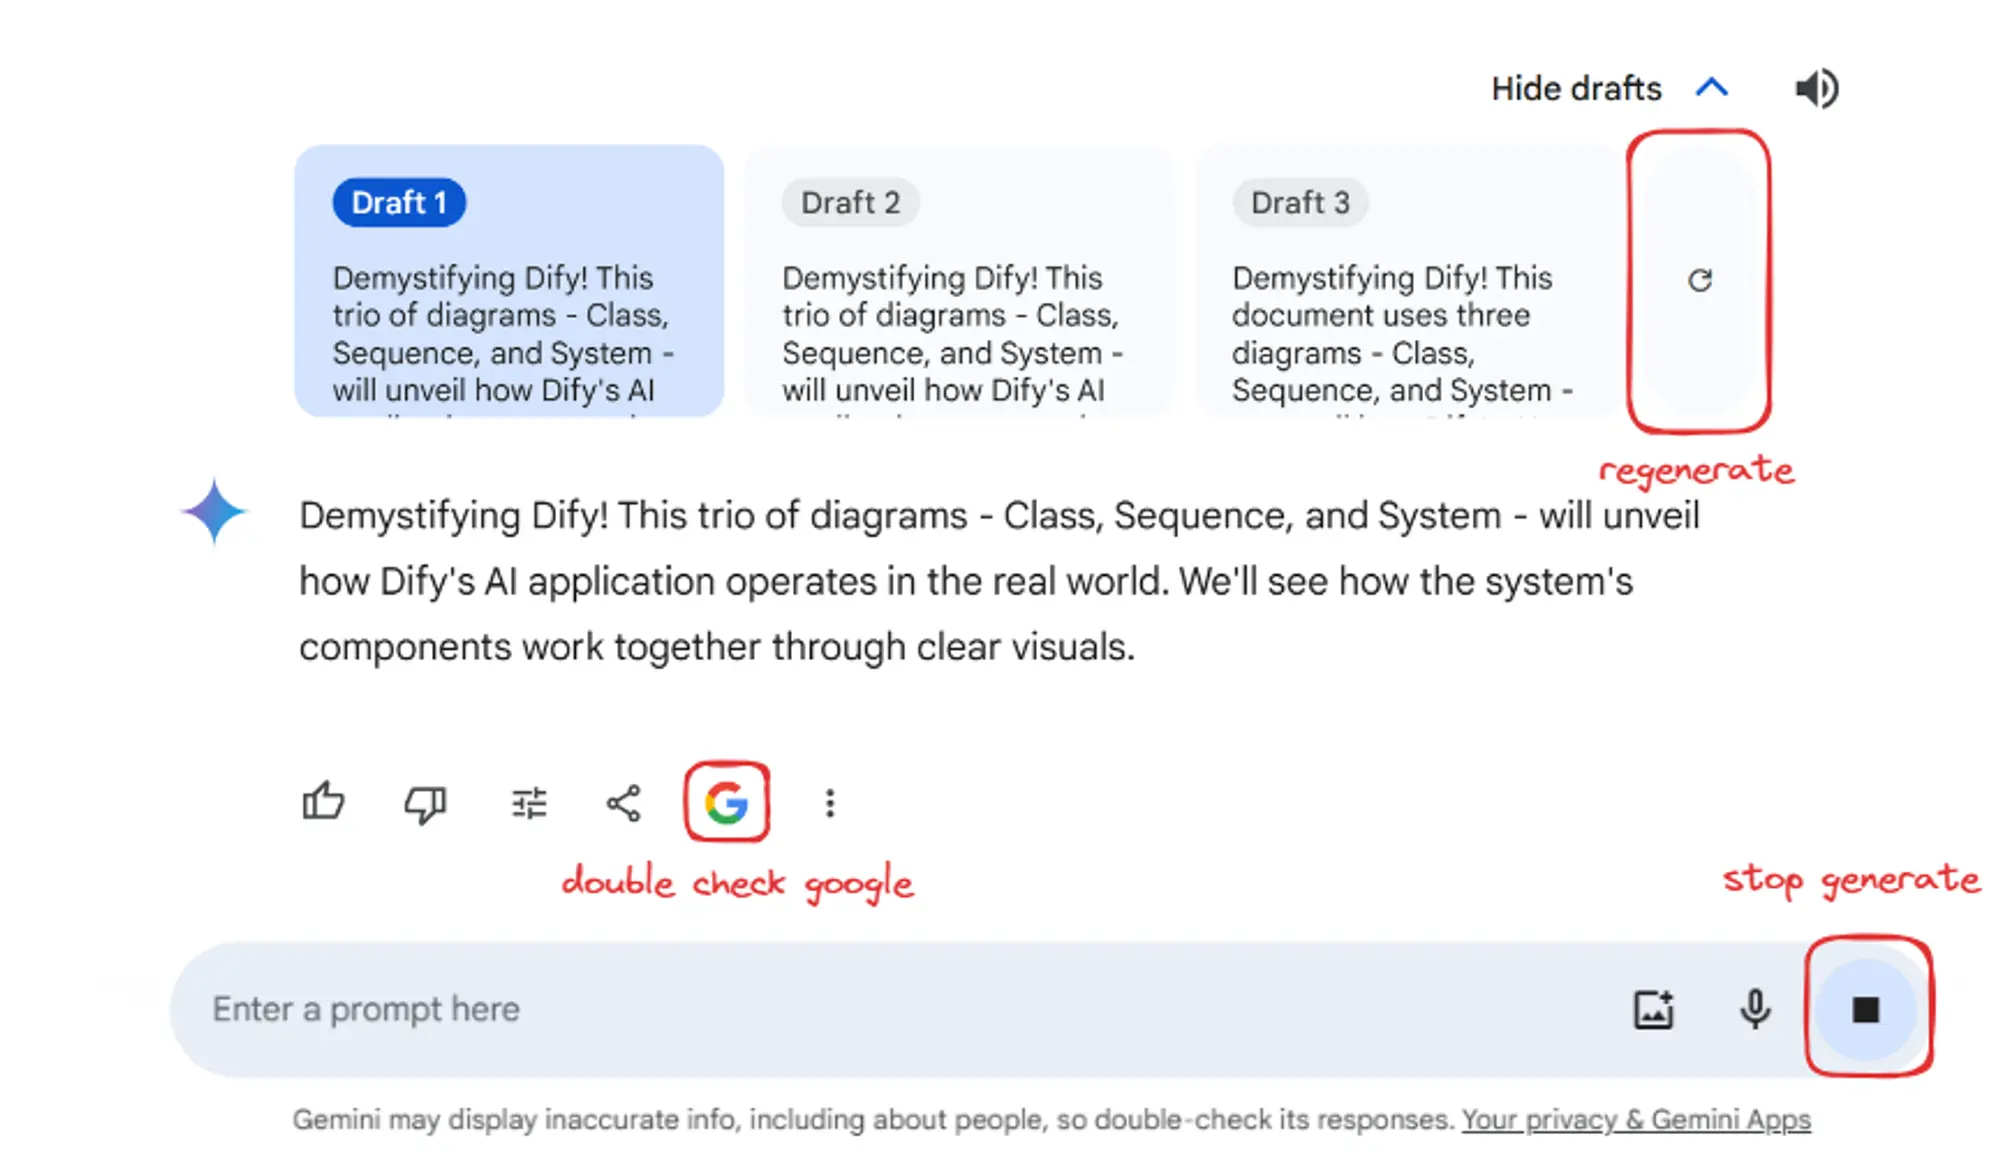 Hide drafts
Draft 1
Demystifying Dify! This
trio of diagrams - Class,
Sequence, and System -
will unveil how Dify's AI
Draft 2
Demystifying Dify! This
trio of diagrams - Class,
Sequence, and System -
will unveil how Dify's AI
Draft 3
Demystifying Dify! This
document uses three
diagrams - Class,
Sequence, and System -
regenerate
Demystifying Dify! This trio of diagrams - Class, Sequence, and System - will unveil
how Dify's AI application operates in the real world. We'll see how the system's
components work together through clear visuals.
G
double check google
stop generate
Enter a prompt here
Gemini may display inaccurate info, including about people, so double-check its responses. Your privacy & Gemini Apps